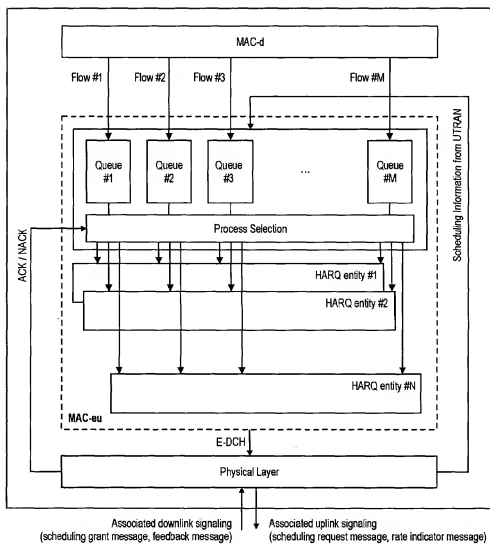 MAC-d
Flow #1
Flow #2
Flow #3
Flow #M
Queue
#1
Queue
#2
Queue
#3
...
Queue
#M
Process Selection
ACK / NACK
Scheduling Information from UTRAN
HARQ entity #1
HARQ entity #2
HARQ entity #N
MAC-eu
E-DCH
Physical Layer
Associated downlink signaling
(scheduling grant message, feedback message)
Associated uplink signaling
(scheduling request message, rate indicator message)